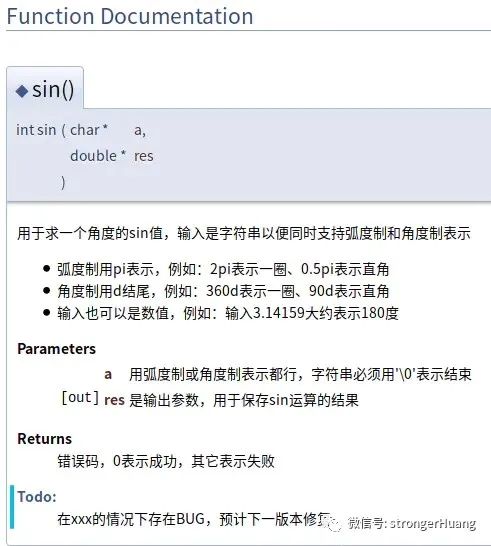 Function Documentation
◆ sin()
int sin ( char * a,
double * res
)
用于求一个角度的sin值，输入是字符串以便同时支持弧度制和角度制表示
● 弧度制用pi表示，例如：2pi表示一圈、0.5pi表示直角
● 角度制用d结尾，例如：360d表示一圈、90d表示直角
● 输入也可以是数值，例如：输入3.14159大约表示180度
Parameters
a 用弧度制或角度制表示都行，字符串必须用'\0'表示结束
[out] res 是输出参数，用于保存sin运算的结果
Returns
错误码，0表示成功，其它表示失败
Todo:
在xxx的情况下存在BUG，预计下一版本修复
微信号: strongerHuang